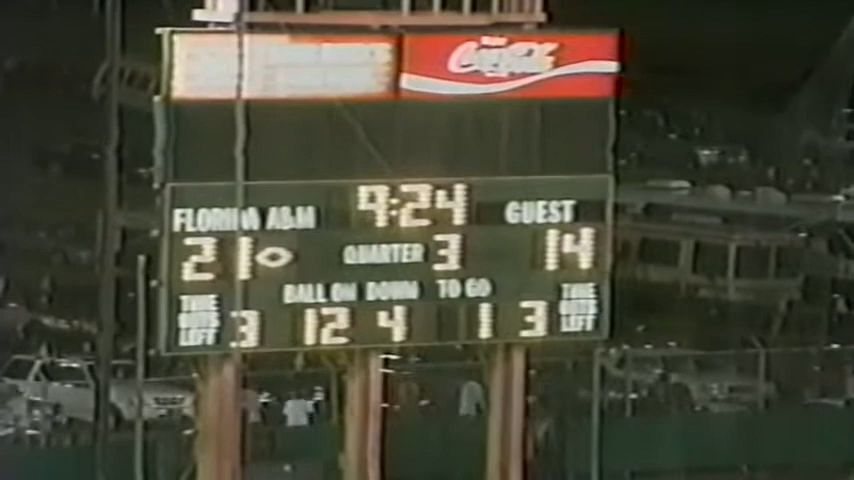 Coca-Cola
9:24
FLORIDA A&M GUEST
21 QUARTER 3 14
BALL ON DOWN TO GO
TIME OUTS LEFT 3 12 4 1 3 TIME OUTS LEFT